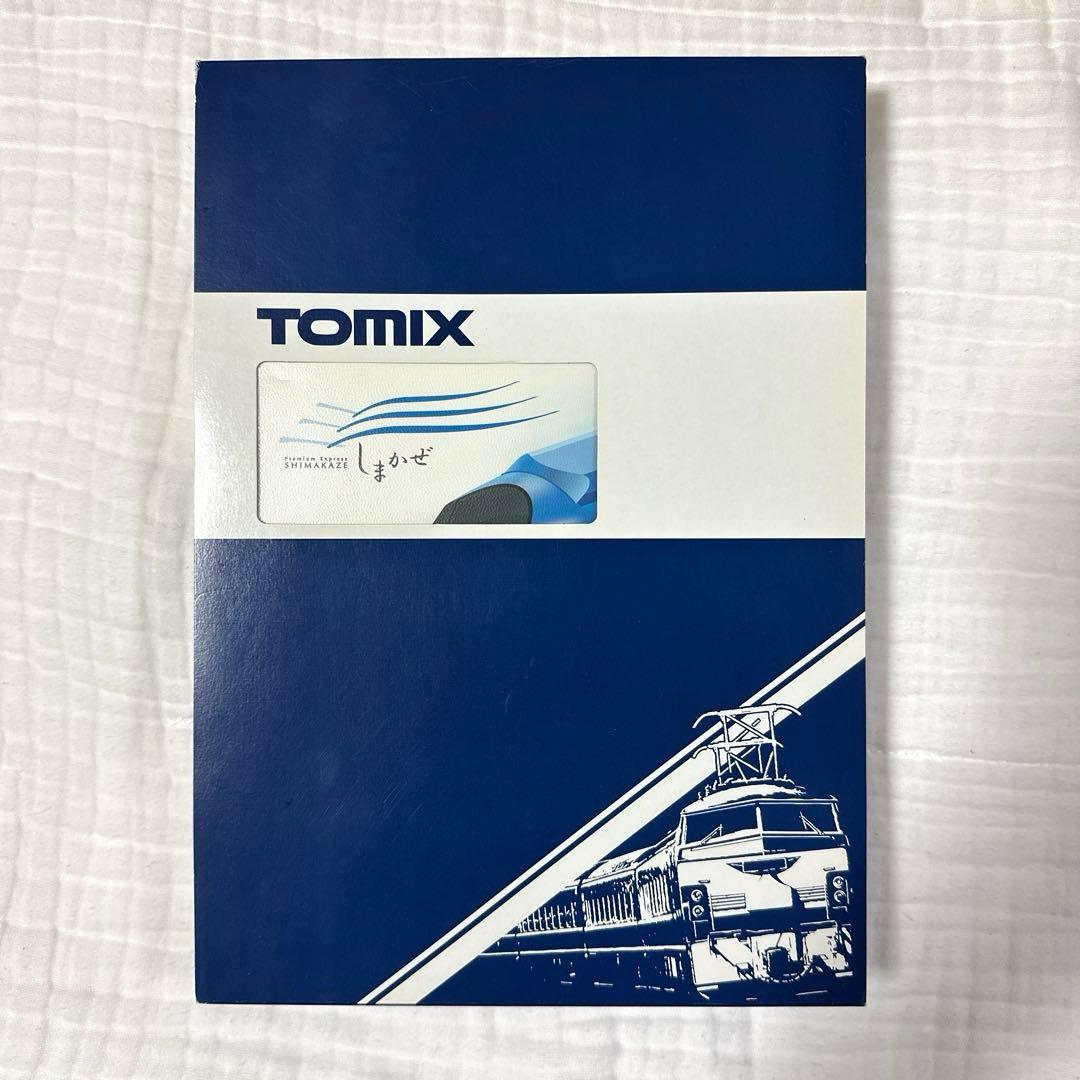 TOMIX
Premium Express
SHIMAKAZE
しまかぜ